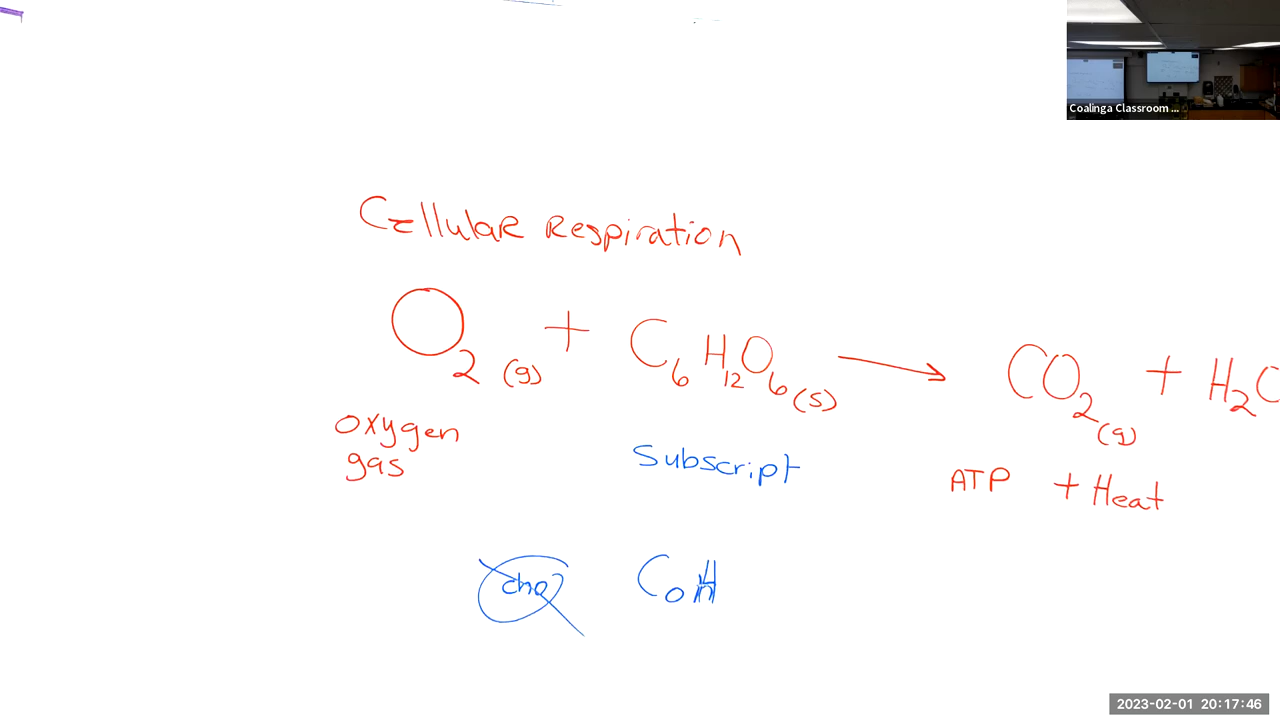 Coalinga Classroom ...
Cellular Respiration
O2 (g) + C6H12O6(s) → CO2(g) + H2O
oxygen
gas
Subscript
ATP + Heat
cho
2023-02-01 20:17:46